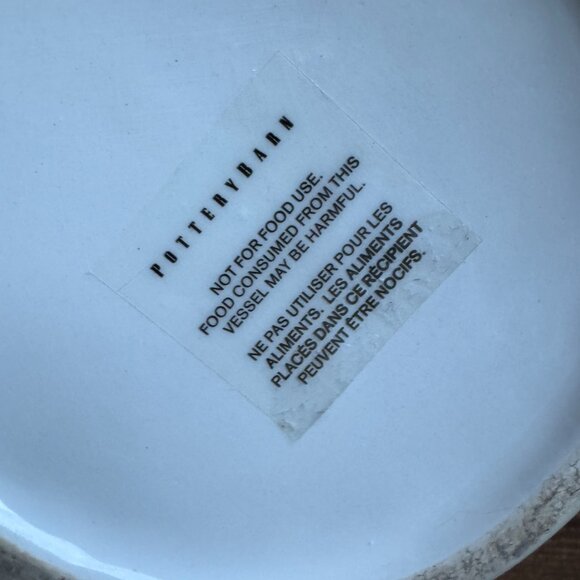 POTTERYBARN
NOT FOR FOOD USE.
FOOD CONSUMED FROM THIS
VESSEL MAY BE HARMFUL.
NE PAS UTILISER POUR LES
ALIMENTS. LES ALIMENTS
PLACÉS DANS CE RÉCIPIENT
PEUVENT ÊTRE NOCIFS.